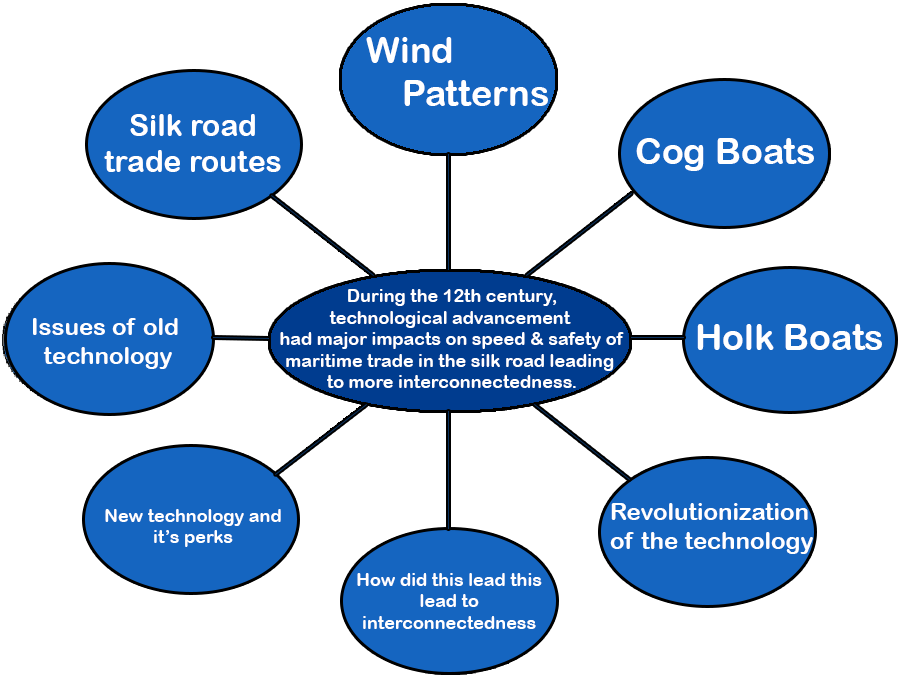 Wind
Patterns
Silk road
trade routes
Cog Boats
During the 12th century,
technological advancement
had major impacts on speed & safety of
maritime trade in the silk road leading
to more interconnectedness.
Issues of old
technology
Holk Boats
New technology and
it's perks
Revolutionization
of the technology
How did this lead this
lead to
interconnectedness